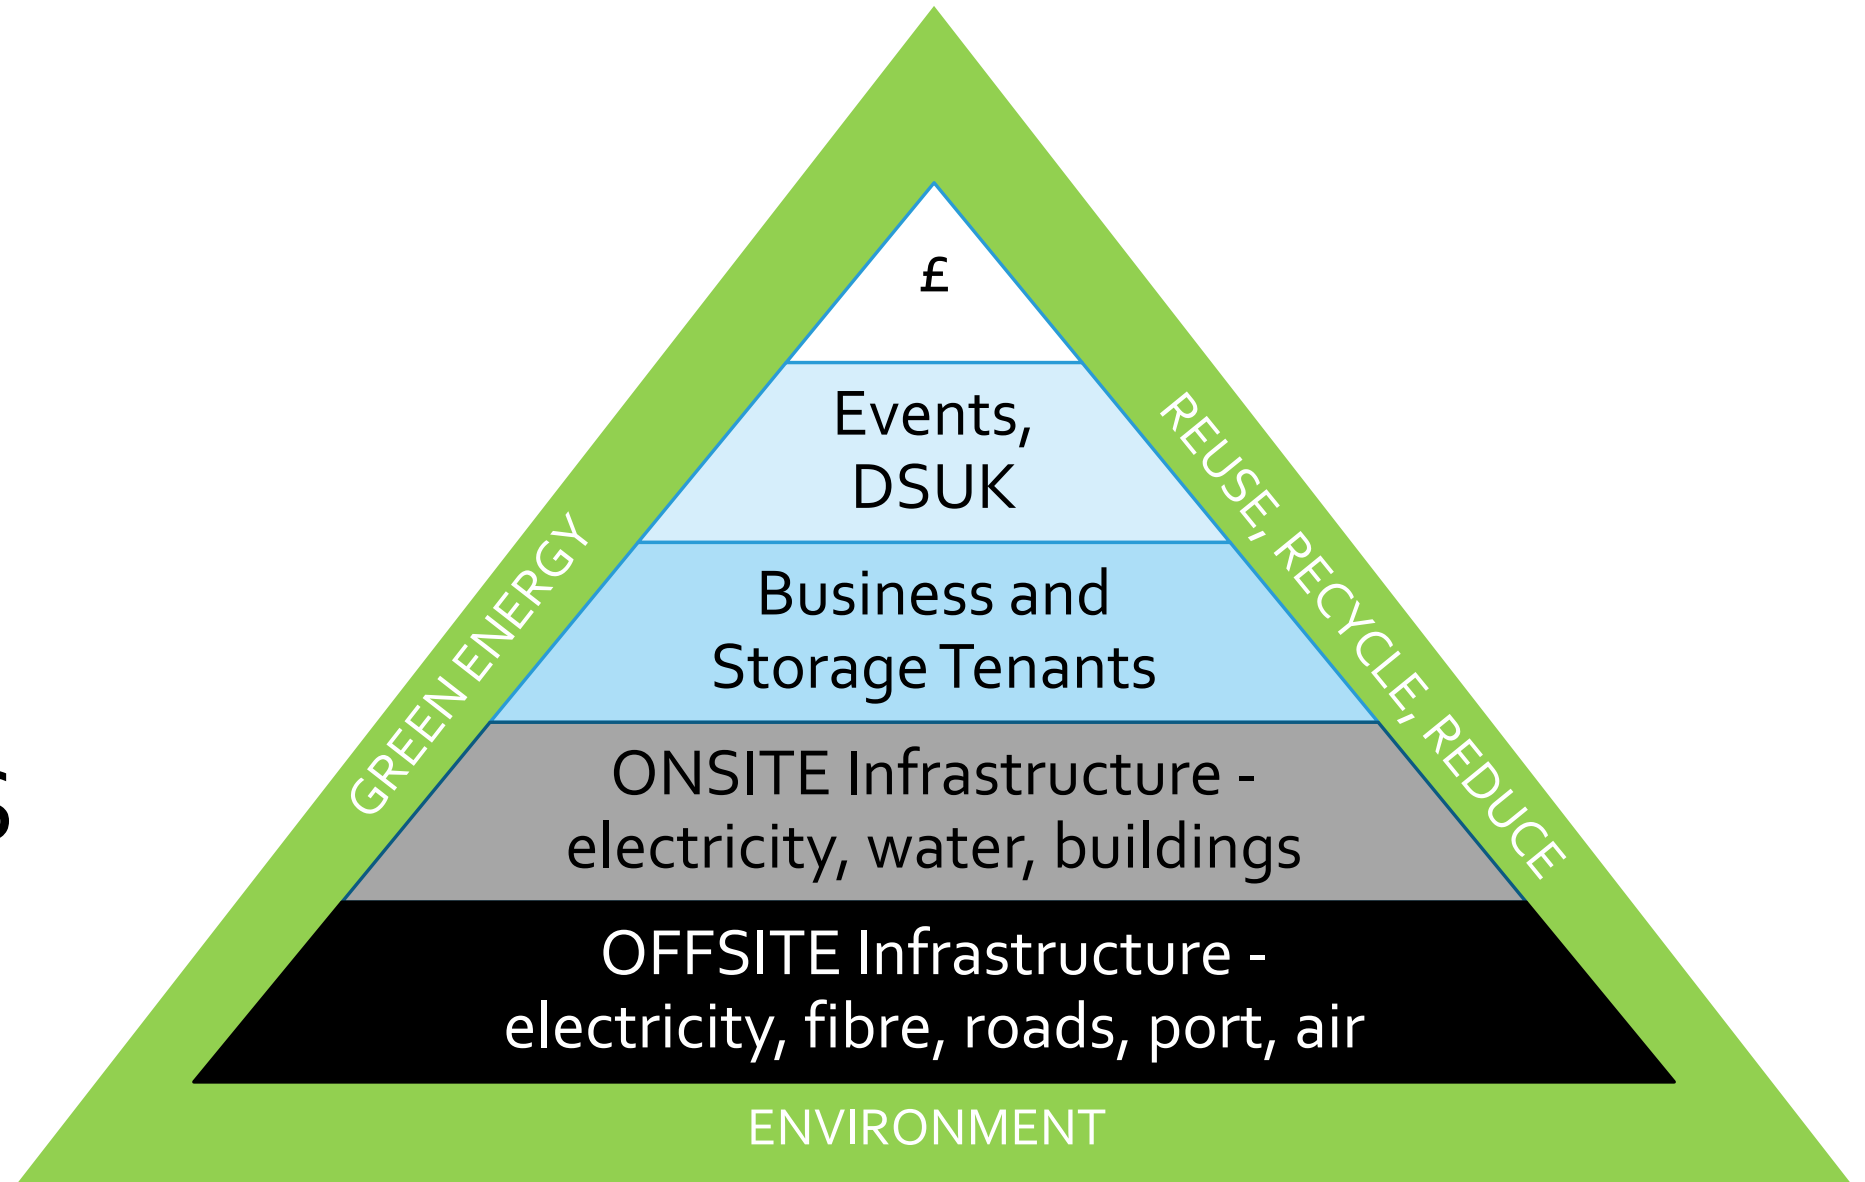 £
Events,
DSUK
Business and
Storage Tenants
ONSITE Infrastructure -
electricity, water, buildings
OFFSITE Infrastructure -
electricity, fibre, roads, port, air
GREEN ENERGY
REUSE, RECYCLE, REDUCE
ENVIRONMENT